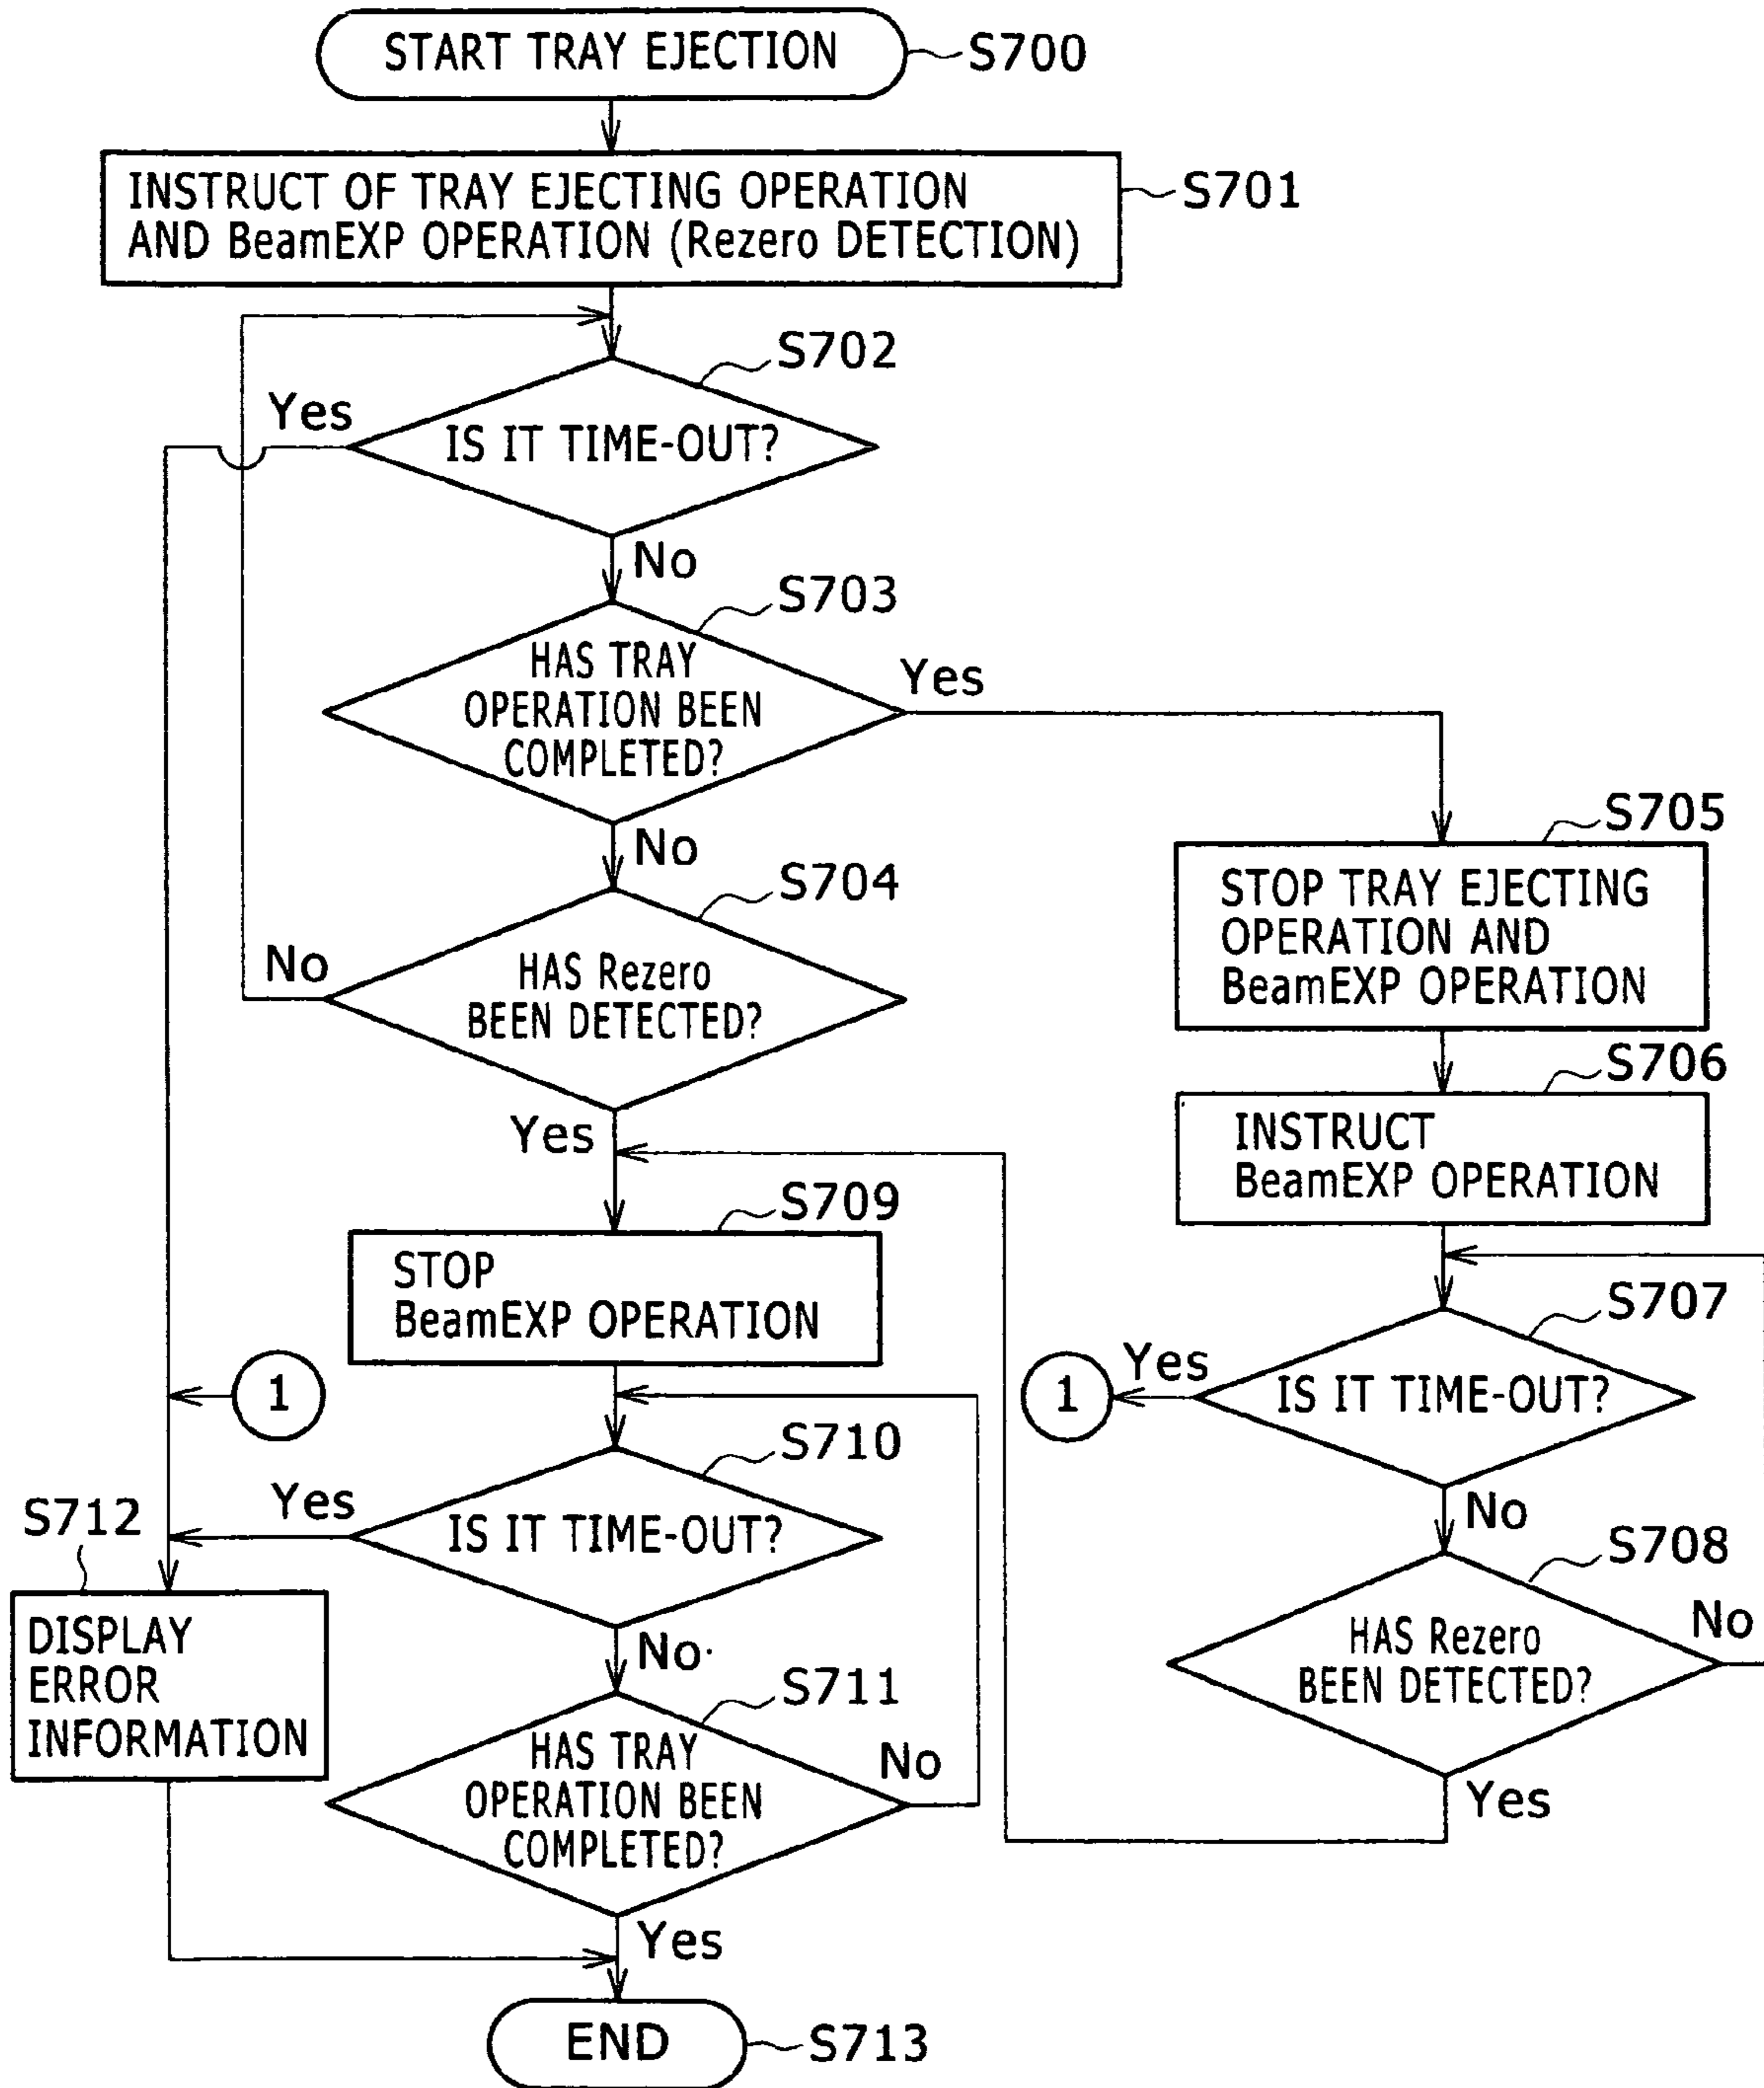 START TRAY EJECTION
S700
INSTRUCT OF TRAY EJECTING OPERATION
AND BeamEXP OPERATION (Rezero DETECTION)
S701
S702
Yes
IS IT TIME-OUT?
No
S703
HAS TRAY
OPERATION BEEN
COMPLETED?
Yes
No
S704
No
HAS Rezero
BEEN DETECTED?
Yes
S705
STOP TRAY EJECTING
OPERATION AND
BeamEXP OPERATION
S706
INSTRUCT
BeamEXP OPERATION
S707
Yes
1
IS IT TIME-OUT?
No
S708
HAS Rezero
BEEN DETECTED?
No
Yes
S709
STOP
BeamEXP OPERATION
1
S710
Yes
IS IT TIME-OUT?
No
S711
HAS TRAY
OPERATION BEEN
COMPLETED?
No
Yes
S712
DISPLAY
ERROR
INFORMATION
END
S713